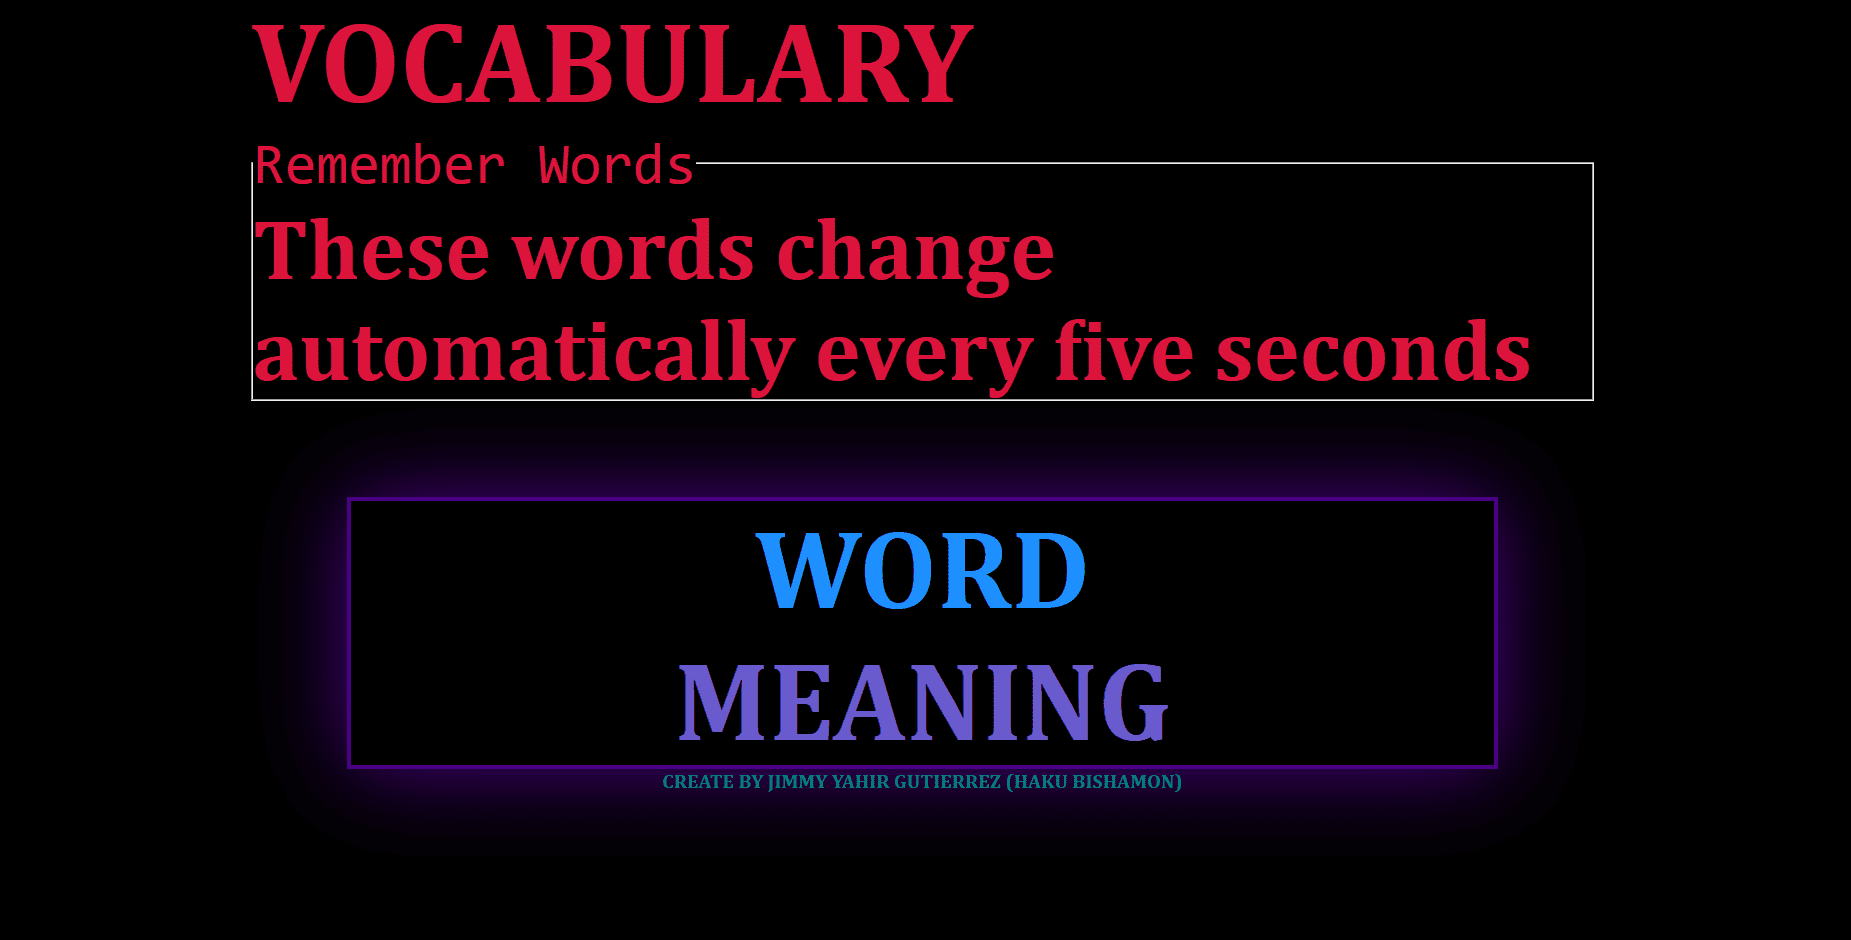 VOCABULARY
Remember Words
These words change
automatically every five seconds
WORD
MEANING
CREATE BY JIMMY YAHIR GUTIERREZ (HAKU BISHAMON)